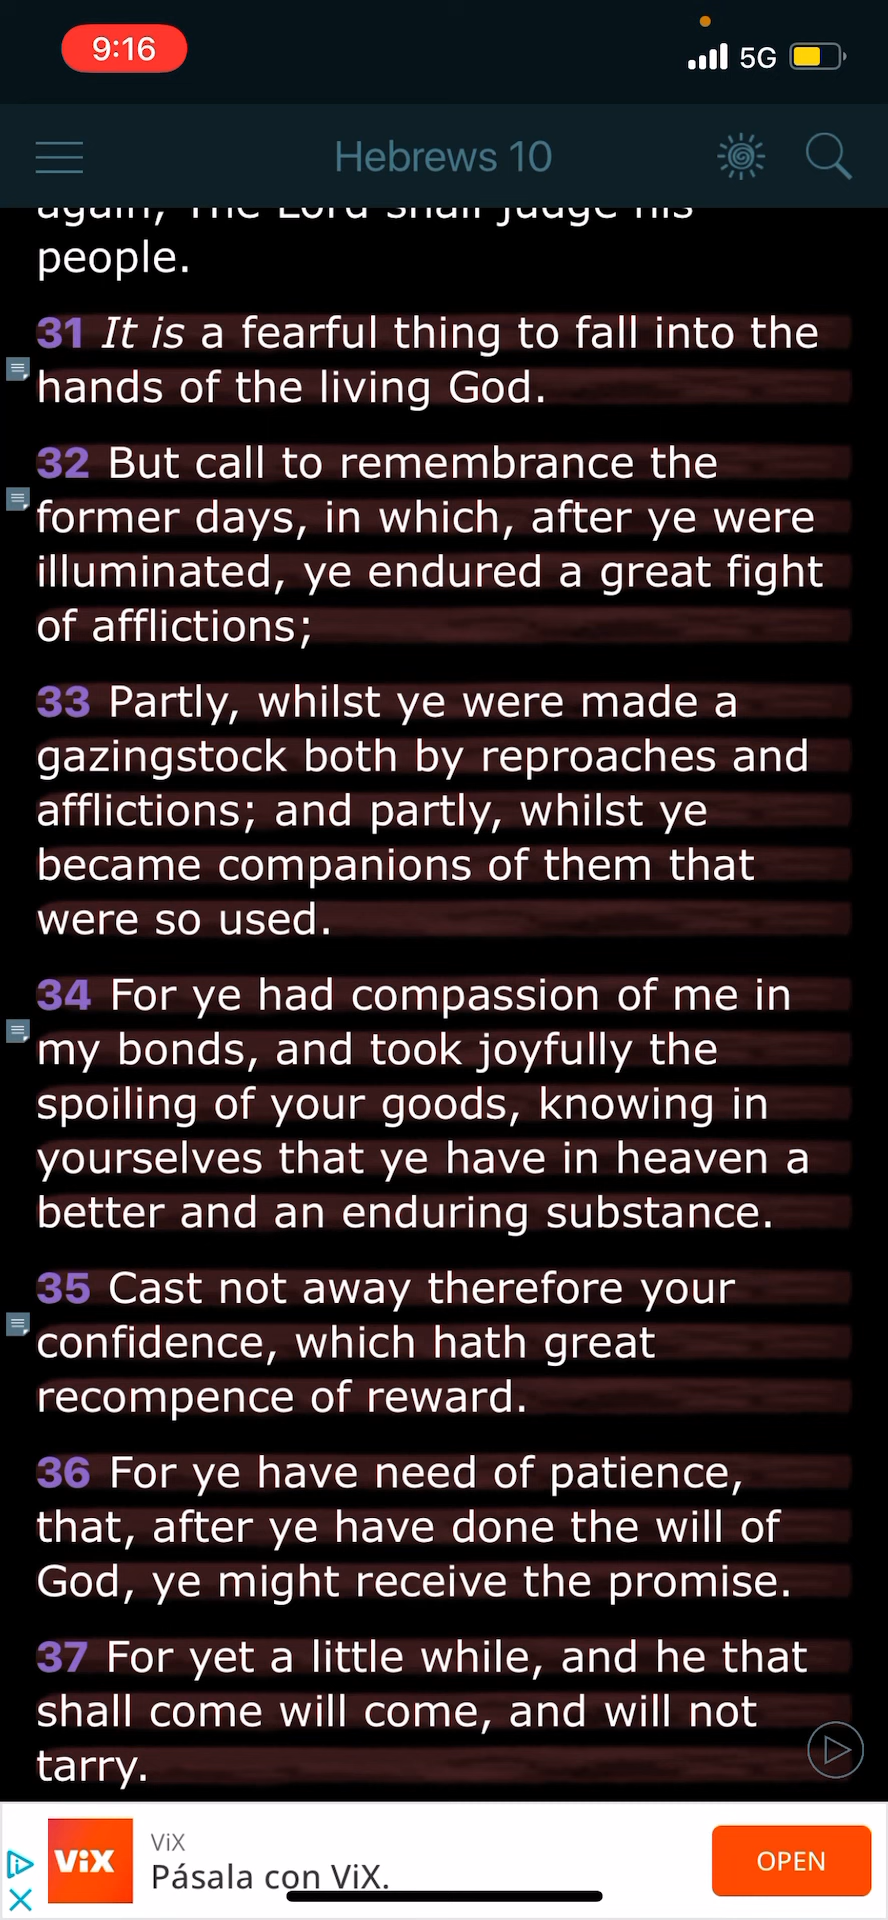 9:16
5G
Hebrews 10
again, The Lord shall judge his
people.
31 It is a fearful thing to fall into the
hands of the living God.
32 But call to remembrance the
former days, in which, after ye were
illuminated, ye endured a great fight
of afflictions;
33 Partly, whilst ye were made a
gazingstock both by reproaches and
afflictions; and partly, whilst ye
became companions of them that
were so used.
34 For ye had compassion of me in
my bonds, and took joyfully the
spoiling of your goods, knowing in
yourselves that ye have in heaven a
better and an enduring substance.
35 Cast not away therefore your
confidence, which hath great
recompence of reward.
36 For ye have need of patience,
that, after ye have done the will of
God, ye might receive the promise.
37 For yet a little while, and he that
shall come will come, and will not
tarry.
ViX
ViX
Pásala con ViX.
OPEN